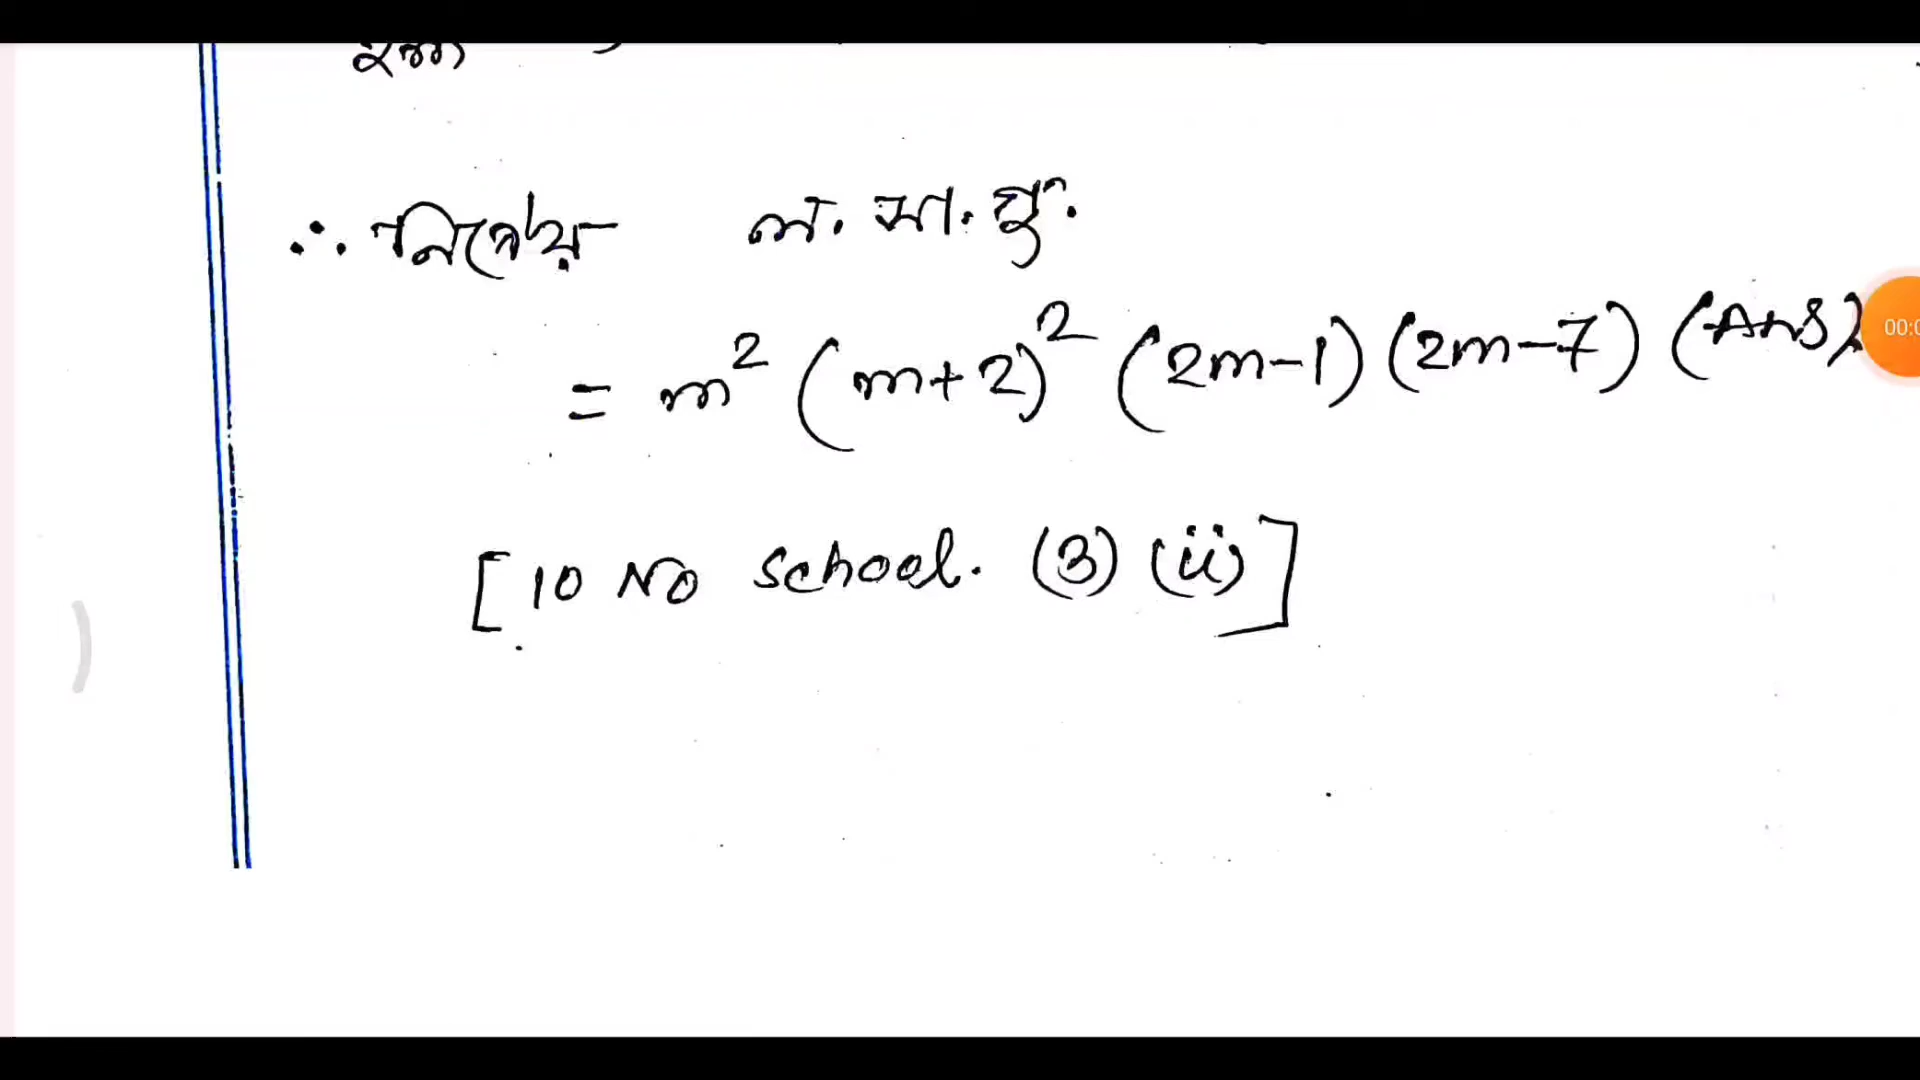 ∴ নির্ণেয় ল. সা. গু.
= m² (m+2)² (2m-1) (2m-7) (Ans)
[10 No school. (3) (ii)]